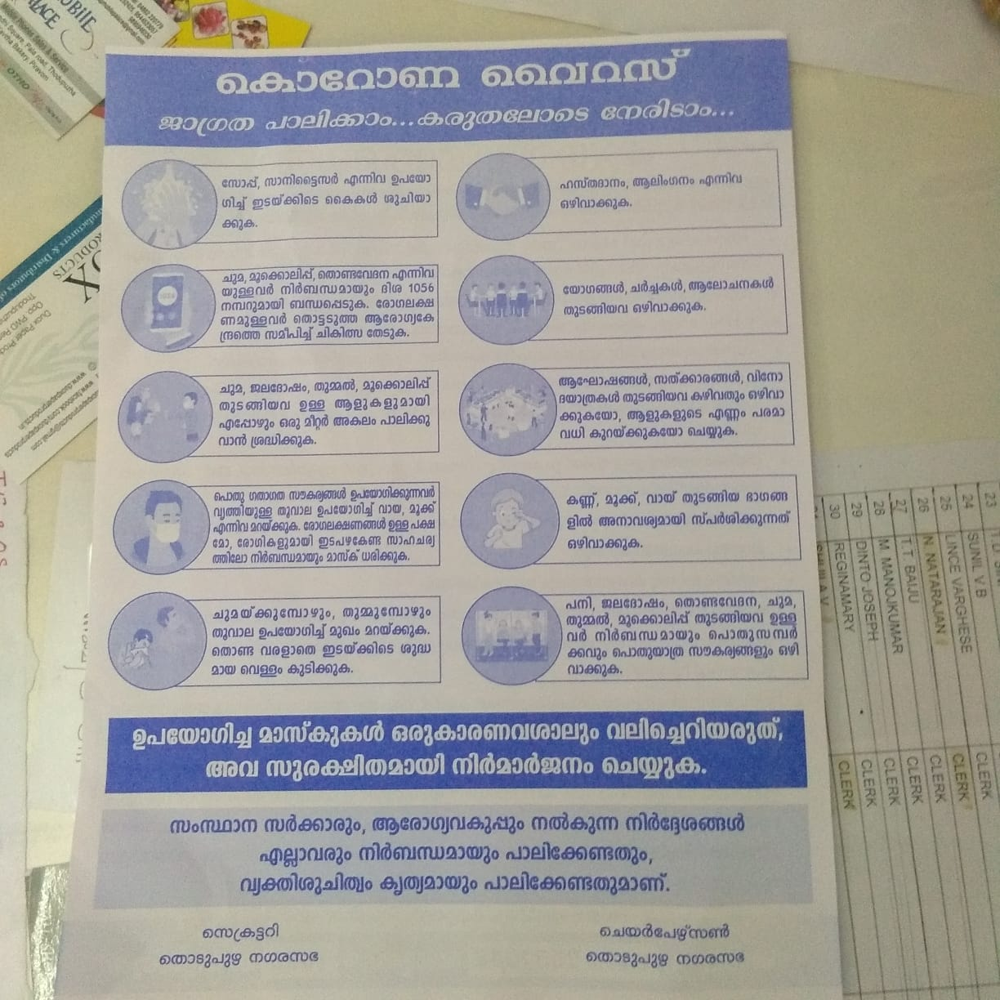 കൊറോണ വൈറസ്
ജാഗ്രത പാലിക്കാം...കരുതലോടെ നേരിടാം...
സോപ്പ്, സാനിട്ടൈസർ എന്നിവ ഉപയോ
ഗിച്ച് ഇടയ്ക്കിടെ കൈകൾ ശുചിയാ
ക്കുക.
ഹസ്തദാനം, ആലിംഗനം എന്നിവ
ഒഴിവാക്കുക.
ചുമ, മൂക്കൊലിപ്പ്, തൊണ്ടവേദന എന്നിവ
യുള്ളവർ നിർബന്ധമായും ദിശ 1056
നമ്പറുമായി ബന്ധപ്പെടുക. രോഗലക്ഷ
ണമുള്ളവർ തൊട്ടടുത്ത ആരോഗ്യകേ
ന്ദ്രത്തെ സമീപിച്ച് ചികിത്സ തേടുക.
യോഗങ്ങൾ, ചർച്ചകൾ, ആലോചനകൾ
തുടങ്ങിയവ ഒഴിവാക്കുക.
ചുമ, ജലദോഷം, തുമ്മൽ, മൂക്കൊലിപ്പ്
തുടങ്ങിയവ ഉള്ള ആളുകളുമായി
എപ്പോഴും ഒരു മീറ്റർ അകലം പാലിക്കു
വാൻ ശ്രദ്ധിക്കുക.
ആഘോഷങ്ങൾ, സത്ക്കാരങ്ങൾ, വിനോ
ദയാത്രകൾ തുടങ്ങിയവ കഴിവതും ഒഴിവാ
ക്കുകയോ, ആളുകളുടെ എണ്ണം പരമാ
വധി കുറയ്ക്കുകയോ ചെയ്യുക.
പൊതു ഗതാഗത സൗകര്യങ്ങൾ ഉപയോഗിക്കുന്നവർ
വൃത്തിയുള്ള തൂവാല ഉപയോഗിച്ച് വായ, മൂക്ക്
എന്നിവ മറയ്ക്കുക. രോഗലക്ഷണങ്ങൾ ഉള്ള പക്ഷ
മോ, രോഗികളുമായി ഇടപഴകേണ്ട സാഹചര്യ
ത്തിലോ നിർബന്ധമായും മാസ്ക് ധരിക്കുക.
കണ്ണ്, മൂക്ക്, വായ് തുടങ്ങിയ ഭാഗങ്ങ
ളിൽ അനാവശ്യമായി സ്പർശിക്കുന്നത്
ഒഴിവാക്കുക.
ചുമയ്ക്കുമ്പോഴും, തുമ്മുമ്പോഴും
തൂവാല ഉപയോഗിച്ച് മുഖം മറയ്ക്കുക.
തൊണ്ട വരളാതെ ഇടയ്ക്കിടെ ശുദ്ധ
മായ വെള്ളം കുടിക്കുക.
പനി, ജലദോഷം, തൊണ്ടവേദന, ചുമ,
തുമ്മൽ, മൂക്കൊലിപ്പ് തുടങ്ങിയവ ഉള്ള
വർ നിർബന്ധമായും പൊതുസമ്പർ
ക്കവും പൊതുയാത്ര സൗകര്യങ്ങളും ഒഴി
വാക്കുക.
ഉപയോഗിച്ച മാസ്കുകൾ ഒരുകാരണവശാലും വലിച്ചെറിയരുത്,
അവ സുരക്ഷിതമായി നിർമാർജനം ചെയ്യുക.
സംസ്ഥാന സർക്കാരും, ആരോഗ്യവകുപ്പും നൽകുന്ന നിർദ്ദേശങ്ങൾ
എല്ലാവരും നിർബന്ധമായും പാലിക്കേണ്ടതും,
വ്യക്തിശുചിത്വം കൃത്യമായും പാലിക്കേണ്ടതുമാണ്.
സെക്രട്ടറി
തൊടുപുഴ നഗരസഭ
ചെയർപേഴ്സൺ
തൊടുപുഴ നഗരസഭ
23
24 SUNIL V.B CLERK
25 LINCE VARGHESE CLERK
26 N. NATARAJAN CLERK
27 T.T. BAIJU CLERK
28 M. MANOJKUMAR CLERK
29 DINTO JOSEPH CLERK
30 REGINAMARY CLERK